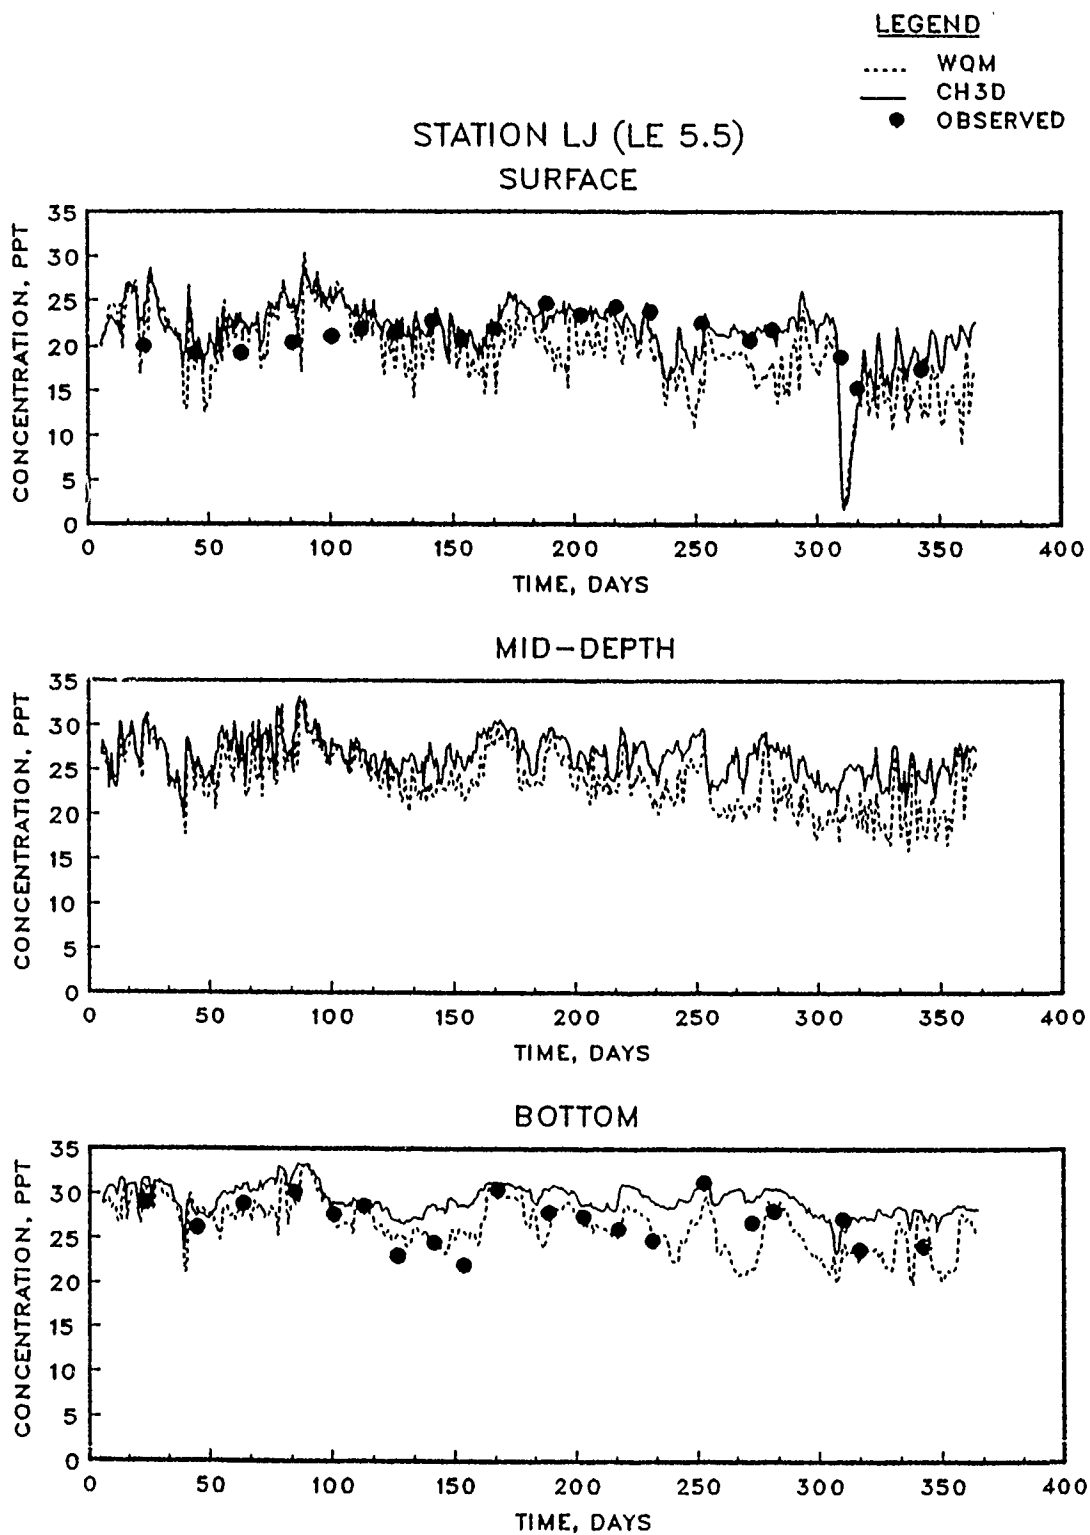 LEGEND
WQM
CH3D
OBSERVED
STATION LJ (LE 5.5)
SURFACE
CONCENTRATION, PPT
35
30
25
20
15
10
5
0
0 50 100 150 200 250 300 350 400
TIME, DAYS
MID-DEPTH
CONCENTRATION, PPT
35
30
25
20
15
10
5
0
0 50 100 150 200 250 300 350 400
TIME, DAYS
BOTTOM
CONCENTRATION, PPT
35
30
25
20
15
10
5
0
0 50 100 150 200 250 300 350 400
TIME, DAYS